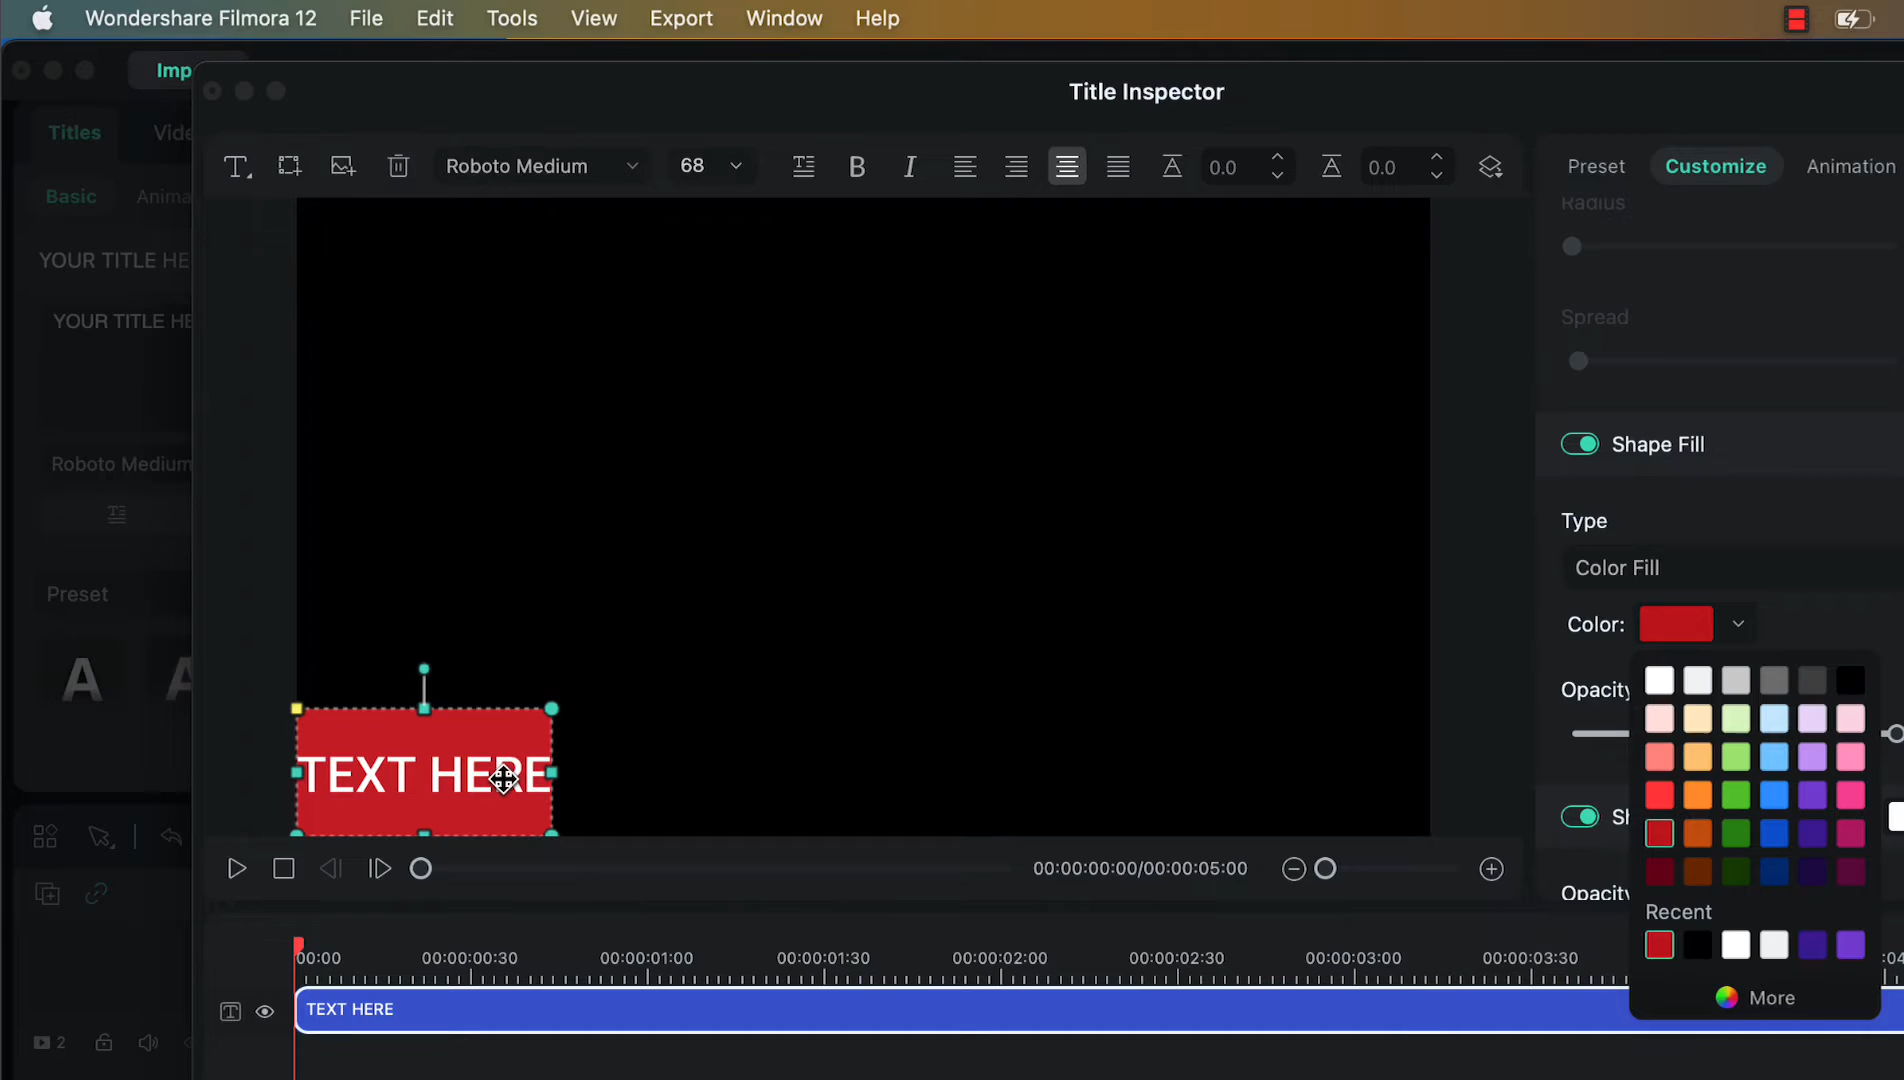 Wondershare Filmora 12 File Edit Tools View Export Window Help
Imp
Title Inspector
Titles Vide
Roboto Medium 68 B I 0.0 0.0
Preset Customize Animation
Basic Anima
Radius
YOUR TITLE HE
YOUR TITLE HE
Spread
Shape Fill
Roboto Medium
Type
Color Fill
Preset
Color:
A A
Opacity
TEXT HERE
Sh
00:00:00:00/00:00:05:00
Opacity
Recent
00:00 00:00:00:30 00:00:01:00 00:00:01:30 00:00:02:00 00:00:02:30 00:00:03:00 00:00:03:30 :04
More
TEXT HERE
2